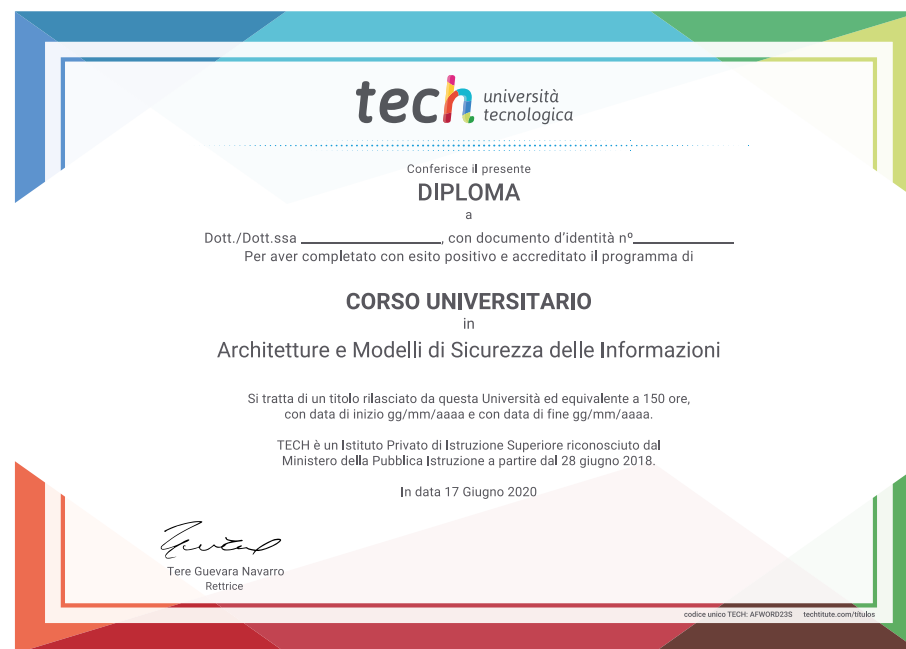 tech università
tecnologica
Conferisce il presente
DIPLOMA
a
Dott./Dott.ssa ____________________, con documento d'identità nº______________
Per aver completato con esito positivo e accreditato il programma di
CORSO UNIVERSITARIO
in
Architetture e Modelli di Sicurezza delle Informazioni
Si tratta di un titolo rilasciato da questa Università ed equivalente a 150 ore,
con data di inizio gg/mm/aaaa e con data di fine gg/mm/aaaa.
TECH è un Istituto Privato di Istruzione Superiore riconosciuto dal
Ministero della Pubblica Istruzione a partire dal 28 giugno 2018.
In data 17 Giugno 2020
Tere Guevara Navarro
Rettrice
codice unico TECH: AFWORD23S techtitute.com/titulos